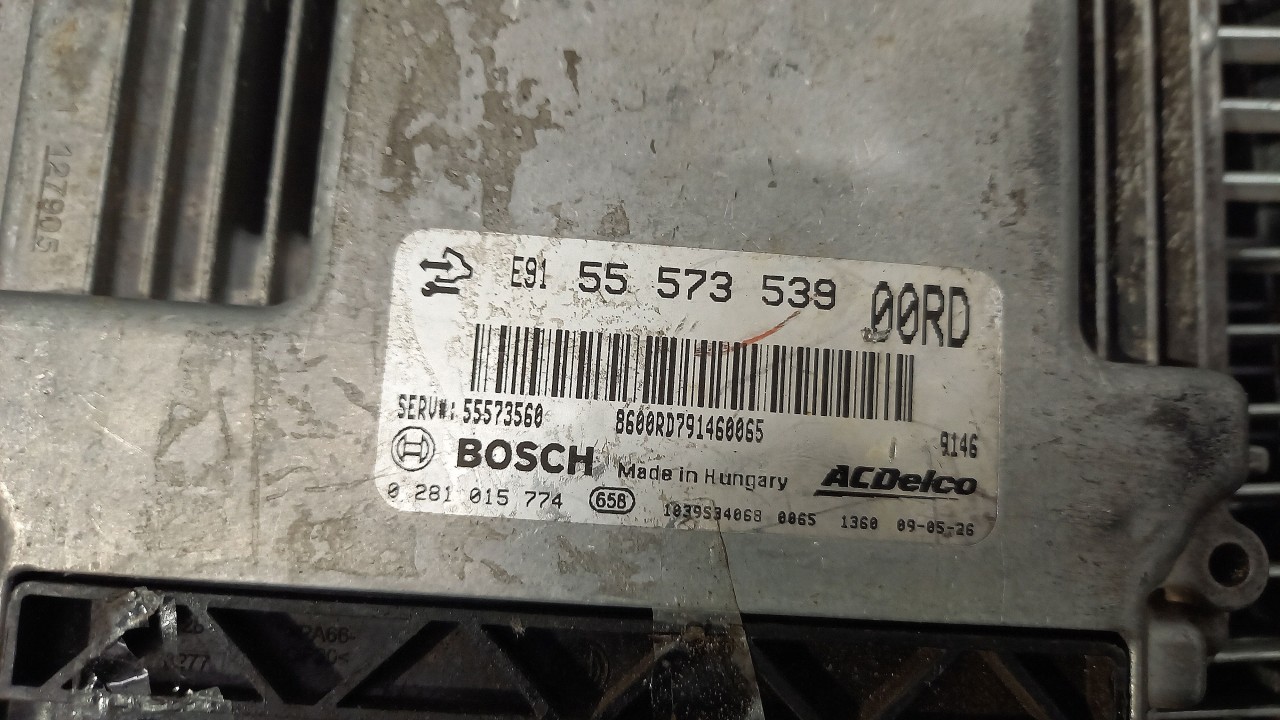 127905
E91 55 573 539 00RD
SERV#: 55573560 8600RD791460065 9146
BOSCH Made in Hungary ACDelco
0 281 015 774 658 1039S34068 0065 1360 09-05-26